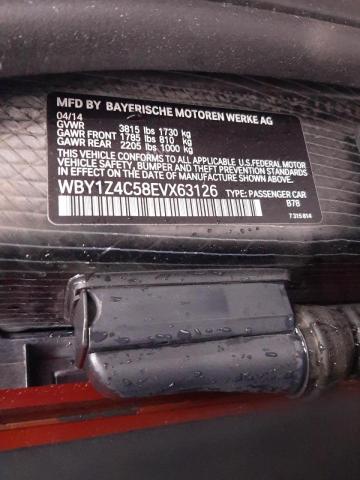 MFD BY BAYERISCHE MOTOREN WERKE AG
04/14
GVWR 3815 lbs 1730 kg
GAWR FRONT 1785 lbs 810 kg
GAWR REAR 2205 lbs 1000 kg
THIS VEHICLE CONFORMS TO ALL APPLICABLE U.S.FEDERAL MOTOR
VEHICLE SAFETY, BUMPER, AND THEFT PREVENTION STANDARDS
IN EFFECT ON THE DATE OF MANUFACTURE SHOWN ABOVE.
WBY1Z4C58EVX63126 TYPE: PASSENGER CAR
B78
7 315 814